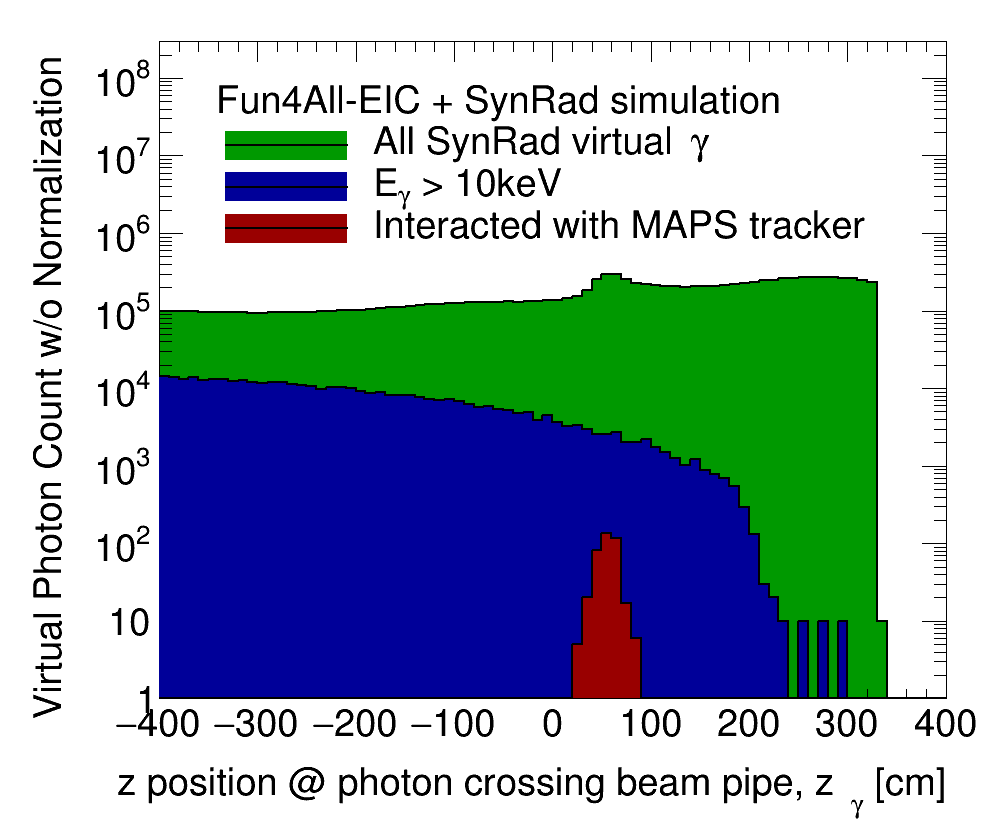 Fun4All-EIC + SynRad simulation
All SynRad virtual γ
Eγ > 10keV
Interacted with MAPS tracker
Virtual Photon Count w/o Normalization
10⁸
10⁷
10⁶
10⁵
10⁴
10³
10²
10
1
−400 −300 −200 −100 0 100 200 300 400
z position @ photon crossing beam pipe, z γ [cm]